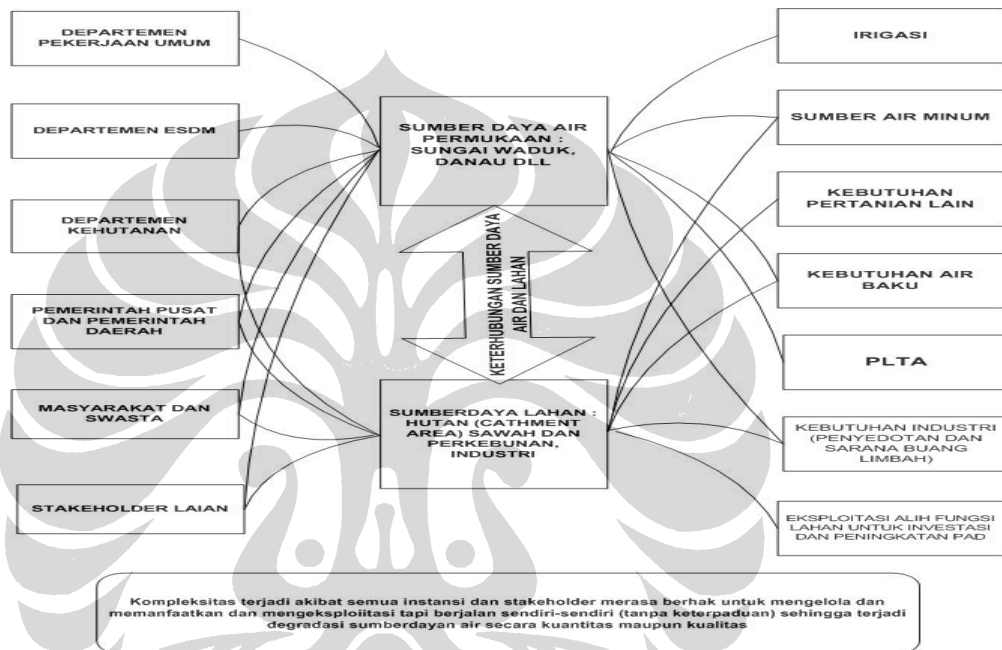 DEPARTEMEN
PEKERJAAN UMUM
DEPARTEMEN ESDM
DEPARTEMEN
KEHUTANAN
PEMERINTAH PUSAT
DAN PEMERINTAH
DAERAH
MASYARAKAT DAN
SWASTA
STAKEHOLDER LAIAN
SUMBER DAYA AIR
PERMUKAAN :
SUNGAI WADUK,
DANAU DLL
KETERHUBUNGAN SUMBER DAYA
AIR DAN LAHAN
SUMBERDAYA LAHAN :
HUTAN (CATHMENT
AREA) SAWAH DAN
PERKEBUNAN,
INDUSTRI
IRIGASI
SUMBER AIR MINUM
KEBUTUHAN
PERTANIAN LAIN
KEBUTUHAN AIR
BAKU
PLTA
KEBUTUHAN INDUSTRI
(PENYEDOTAN DAN
SARANA BUANG
LIMBAH)
EKSPLOITASI ALIH FUNGSI
LAHAN UNTUK INVESTASI
DAN PENINGKATAN PAD
Kompleksitas terjadi akibat semua instansi dan stakeholder merasa berhak untuk mengelola dan
memanfaatkan dan mengeksploiitasi tapi berjalan sendiri-sendiri (tanpa keterpaduan) sehingga terjadi
degradasi sumberdayan air secara kuantitas maupun kualitas